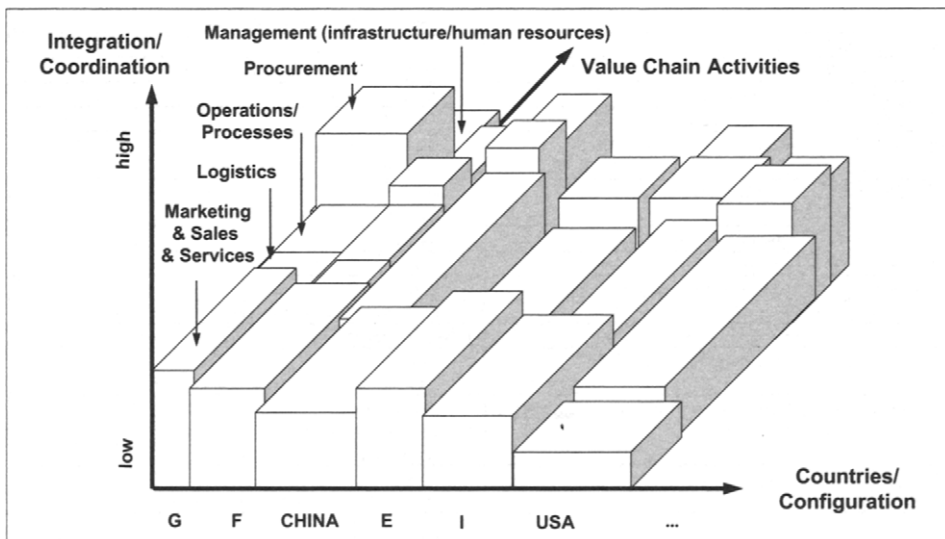 Integration/
Coordination
Management (infrastructure/human resources)
Procurement
Value Chain Activities
Operations/
Processes
Logistics
Marketing
& Sales
& Services
high
low
Countries/
Configuration
G F CHINA E I USA ...